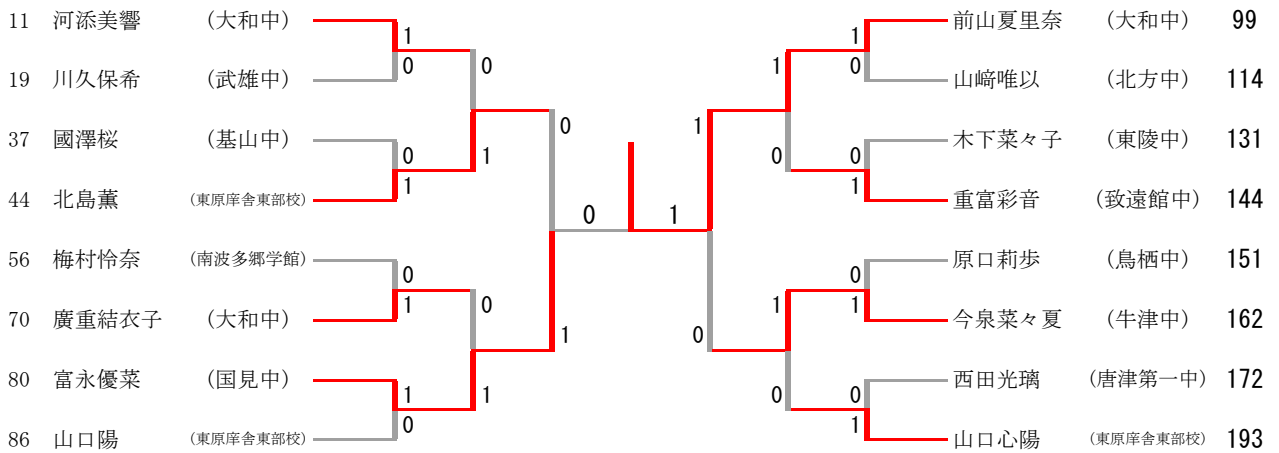 11 河添美響 (大和中) 1 前山夏里奈 (大和中) 99
1
0 0 1 0
19 川久保希 (武雄中) 山﨑唯以 (北方中) 114
0 1
37 國澤桜 (基山中) 木下菜々子 (東陵中) 131
0 1 0 0
1 1
44 北島薫 (東原庠舎東部校) 重富彩音 (致遠館中) 144
0 1
56 梅村怜奈 (南波多郷学館) 原口莉歩 (鳥栖中) 151
0 0
1 0 1 1
70 廣重結衣子 (大和中) 今泉菜々夏 (牛津中) 162
1 0
80 富永優菜 (国見中) 西田光璃 (唐津第一中) 172
1 1 0 0
0 1
86 山口陽 (東原庠舎東部校) 山口心陽 (東原庠舎東部校) 193